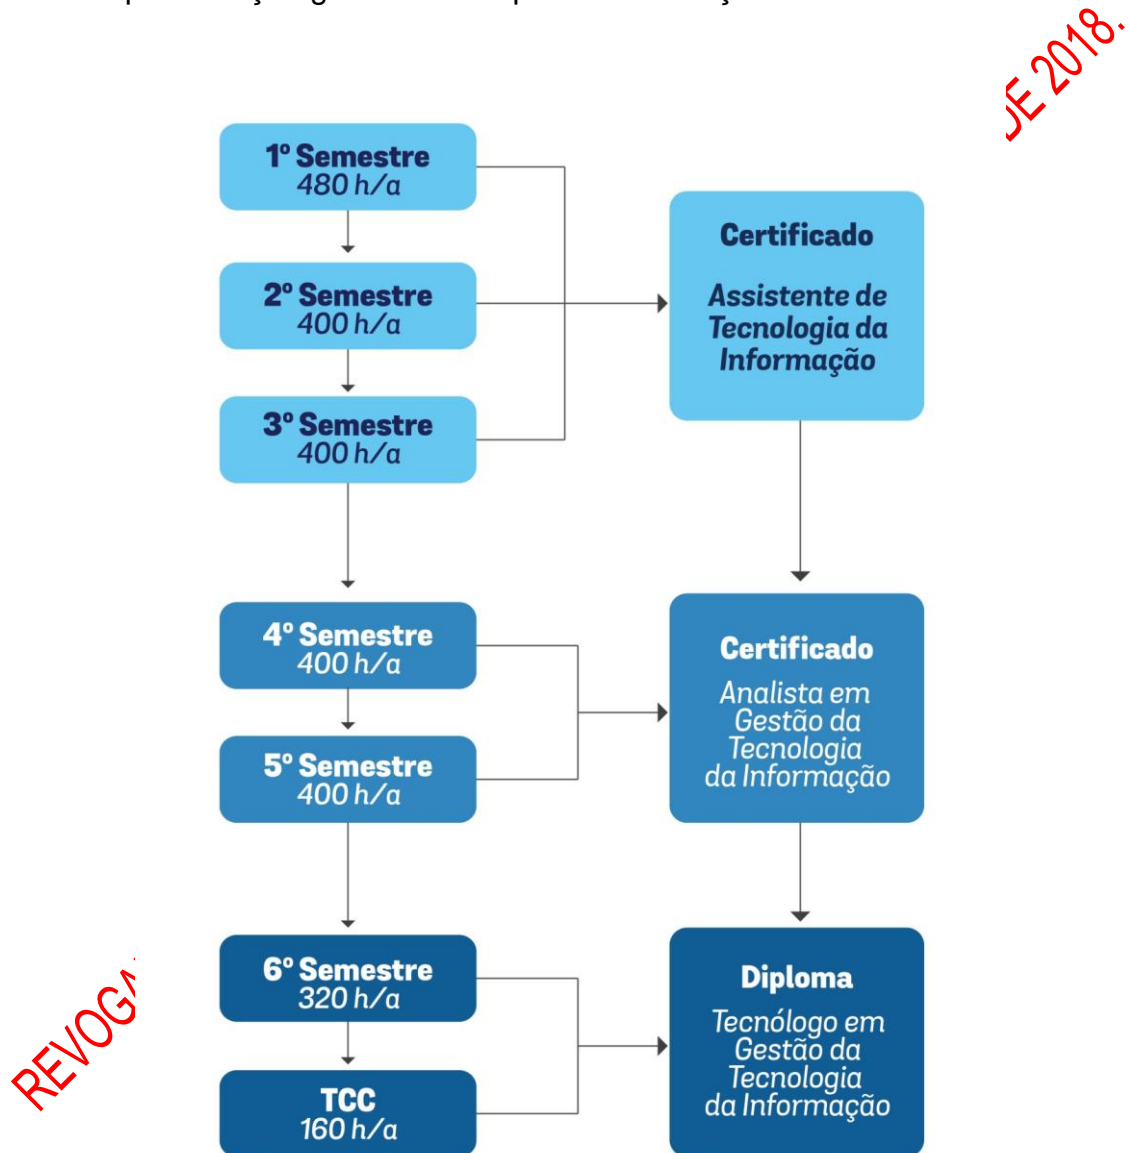 DE 2018.
1º Semestre
480 h/a
2º Semestre
400 h/a
3º Semestre
400 h/a
Certificado
Assistente de
Tecnologia da
Informação
4º Semestre
400 h/a
5º Semestre
400 h/a
Certificado
Analista em
Gestão da
Tecnologia
da Informação
6º Semestre
320 h/a
TCC
160 h/a
Diploma
Tecnólogo em
Gestão da
Tecnologia
da Informação